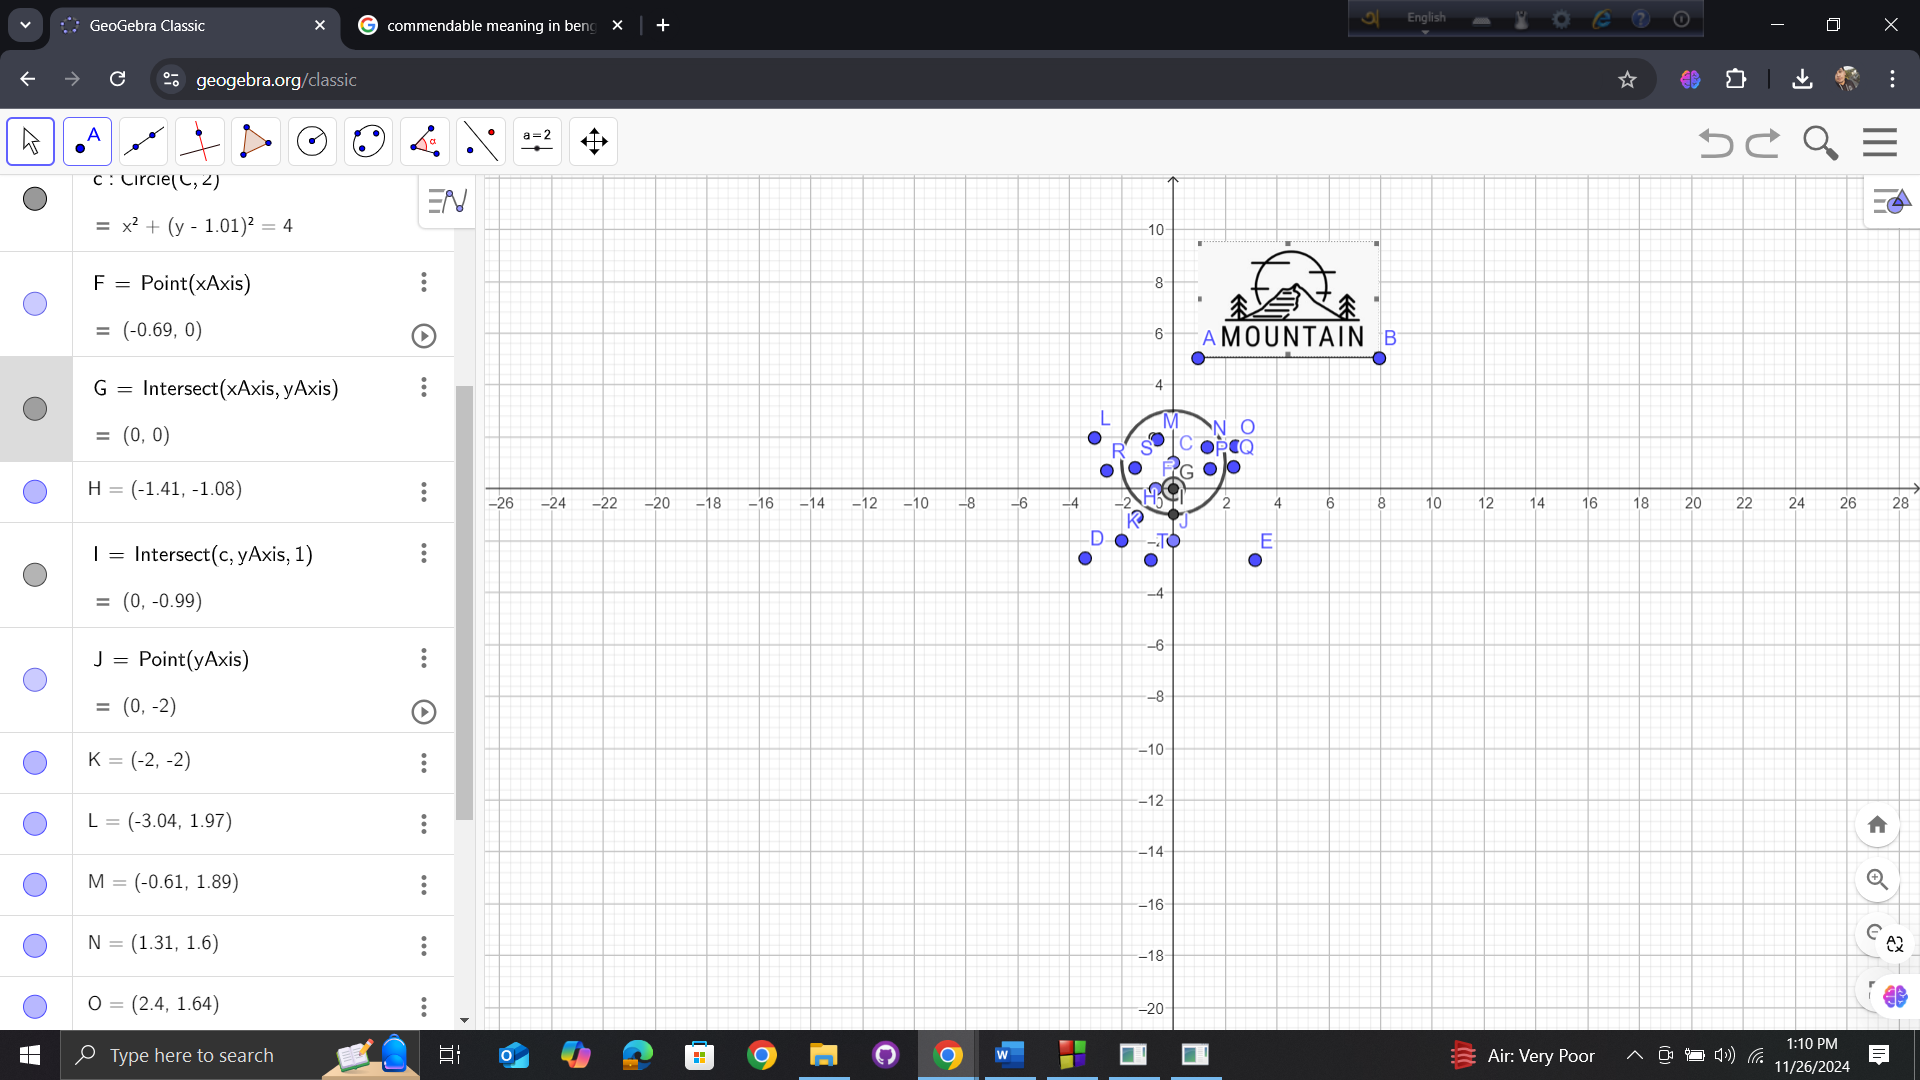 GeoGebra Classic
commendable meaning in beng
English
geogebra.org/classic
A
α
a=2
c : Circle(C, 2)
= x² + (y - 1.01)² = 4
F = Point(xAxis)
= (-0.69, 0)
G = Intersect(xAxis, yAxis)
= (0, 0)
H = (-1.41, -1.08)
I = Intersect(c, yAxis, 1)
= (0, -0.99)
J = Point(yAxis)
= (0, -2)
K = (-2, -2)
L = (-3.04, 1.97)
M = (-0.61, 1.89)
N = (1.31, 1.6)
O = (2.4, 1.64)
10
8
6
A MOUNTAIN B
4
L M N O
R S C P Q
F G
–26 –24 –22 –20 –18 –16 –14 –12 –10 –8 –6 –4 –2 0 2 4 6 8 10 12 14 16 18 20 22 24 26 28
H I
K J
D T E
–4
–6
–8
–10
–12
–14
–16
–18
–20
Type here to search
Air: Very Poor
1:10 PM
11/26/2024